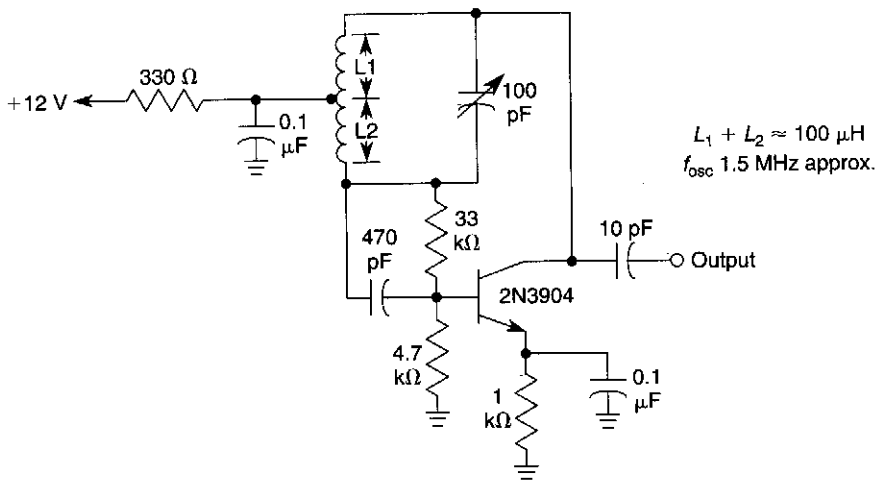 330 Ω
+12 V
0.1
μF
L1
L2
100
pF
L₁ + L₂ ≈ 100 μH
f_osc 1.5 MHz approx.
33
kΩ
470
pF
10 pF
Output
2N3904
4.7
kΩ
1
kΩ
0.1
μF